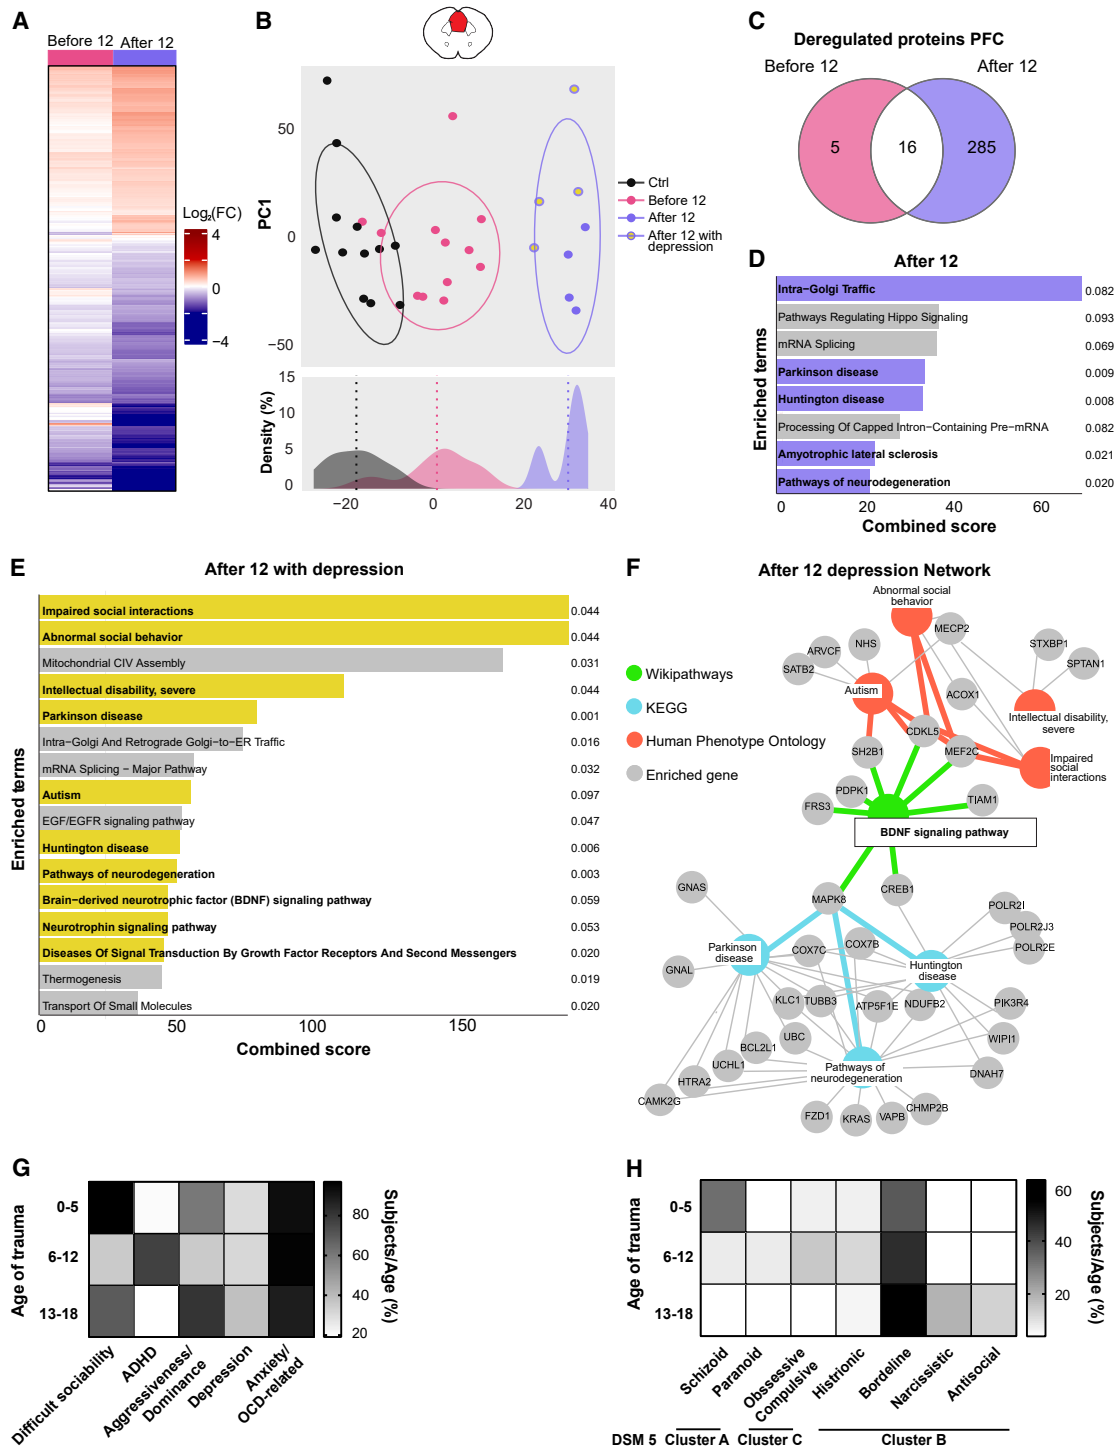 A
Before 12
After 12
Log₂(FC)
4
0
−4
B
PC1
50
0
−50
Ctrl
Before 12
After 12
After 12 with
depression
Density (%)
15
10
5
0
−20
0
20
40
C
Deregulated proteins PFC
Before 12
After 12
5
16
285
D
After 12
Enriched terms
Intra−Golgi Traffic
0.082
Pathways Regulating Hippo Signaling
0.093
mRNA Splicing
0.069
Parkinson disease
0.009
Huntington disease
0.008
Processing Of Capped Intron−Containing Pre−mRNA
0.082
Amyotrophic lateral sclerosis
0.021
Pathways of neurodegeneration
0.020
0
20
40
60
Combined score
E
After 12 with depression
Enriched terms
Impaired social interactions
0.044
Abnormal social behavior
0.044
Mitochondrial CIV Assembly
0.031
Intellectual disability, severe
0.044
Parkinson disease
0.001
Intra−Golgi And Retrograde Golgi−to−ER Traffic
0.016
mRNA Splicing − Major Pathway
0.032
Autism
0.097
EGF/EGFR signaling pathway
0.047
Huntington disease
0.006
Pathways of neurodegeneration
0.003
Brain−derived neurotrophic factor (BDNF) signaling pathway
0.059
Neurotrophin signaling pathway
0.053
Diseases Of Signal Transduction By Growth Factor Receptors And Second Messengers
0.020
Thermogenesis
0.019
Transport Of Small Molecules
0.020
0
50
100
150
Combined score
F
After 12 depression Network
Wikipathways
KEGG
Human Phenotype Ontology
Enriched gene
Abnormal social
behavior
MECP2
NHS
ARVCF
SATB2
STXBP1
SPTAN1
Autism
ACOX1
Intellectual disability,
severe
CDKL5
SH2B1
MEF2C
Impaired
social
interactions
PDPK1
FRS3
TIAM1
BDNF signaling pathway
GNAS
MAPK8
CREB1
POLR2I
POLR2J3
POLR2E
Parkinson
disease
COX7C
COX7B
GNAL
Huntington
disease
KLC1
TUBB3
ATP5F1E
NDUFB2
PIK3R4
UBC
WIPI1
BCL2L1
UCHL1
Pathways of
neurodegeneration
DNAH7
HTRA2
CAMK2G
FZD1
KRAS
VAPB
CHMP2B
G
Age of trauma
0-5
6-12
13-18
Difficult sociability
ADHD
Aggressiveness/
Dominance
Depression
Anxiety/
OCD-related
80
60
40
20
Subjects/Age (%)
H
Age of trauma
0-5
6-12
13-18
Schizoid
Paranoid
Obssessive
Compulsive
Histrionic
Bordeline
Narcissistic
Antisocial
60
40
20
Subjects/Age (%)
DSM 5
Cluster A
Cluster C
Cluster B